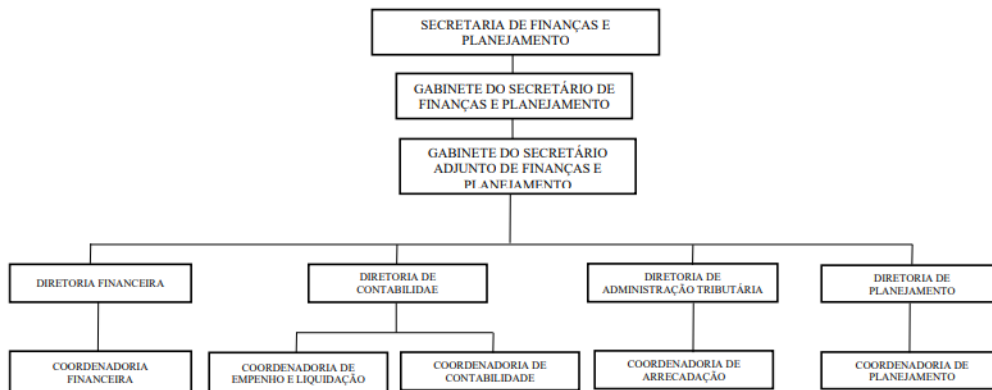 SECRETARIA DE FINANÇAS E
PLANEJAMENTO
GABINETE DO SECRETÁRIO DE
FINANÇAS E PLANEJAMENTO
GABINETE DO SECRETÁRIO
ADJUNTO DE FINANÇAS E
PLANEJAMENTO
DIRETORIA FINANCEIRA
DIRETORIA DE
CONTABILIDAE
DIRETORIA DE
ADMINISTRAÇÃO TRIBUTÁRIA
DIRETORIA DE
PLANEJAMENTO
COORDENADORIA
FINANCEIRA
COORDENADORIA DE
EMPENHO E LIQUIDAÇÃO
COORDENADORIA DE
CONTABILIDADE
COORDENADORIA DE
ARRECADAÇÃO
COORDENADORIA DE
PLANEJAMENTO